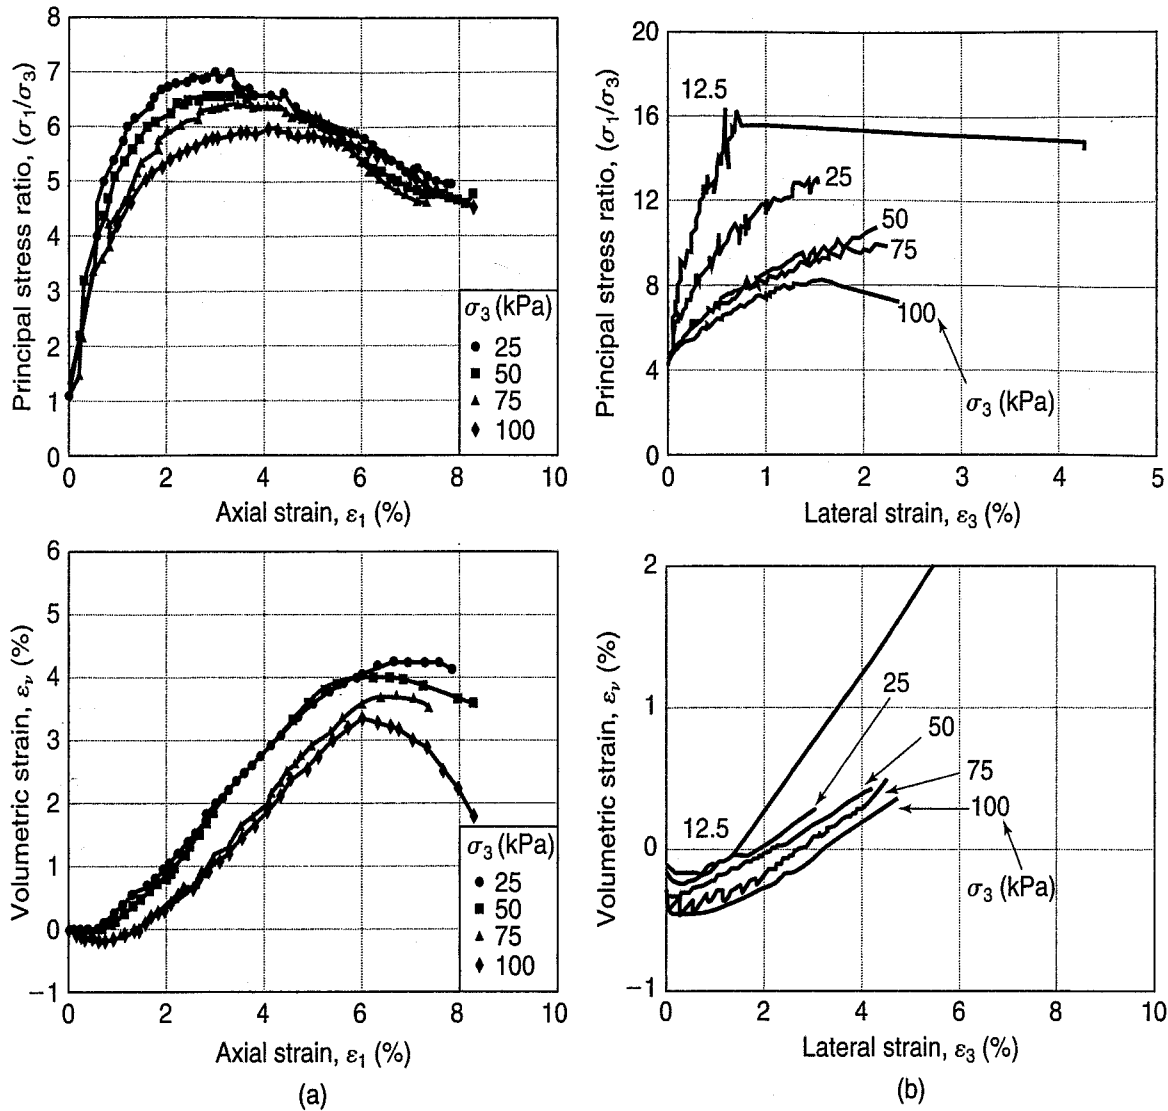 8
7
6
5
4
3
2
1
0
Principal stress ratio, (σ1/σ3)
σ3 (kPa)
25
50
75
100
0 2 4 6 8 10
Axial strain, ε1 (%)
20
16
12
8
4
0
Principal stress ratio, (σ1/σ3)
12.5
25
50
75
100
σ3 (kPa)
0 1 2 3 4 5
Lateral strain, ε3 (%)
6
5
4
3
2
1
0
−1
Volumetric strain, εν (%)
σ3 (kPa)
25
50
75
100
0 2 4 6 8 10
Axial strain, ε1 (%)
(a)
2
1
0
−1
Volumetric strain, εν (%)
25
50
75
100
12.5
σ3 (kPa)
0 2 4 6 8 10
Lateral strain, ε3 (%)
(b)